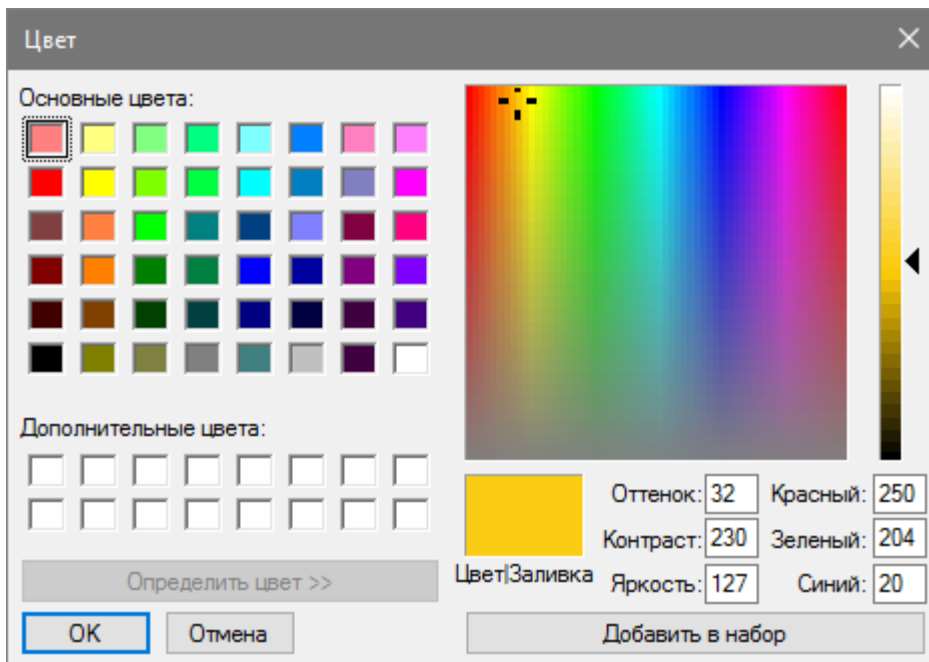 Цвет
Основные цвета:
Дополнительные цвета:
Определить цвет >>
OK
Отмена
Цвет|Заливка
Оттенок: 32
Красный: 250
Контраст: 230
Зеленый: 204
Яркость: 127
Синий: 20
Добавить в набор